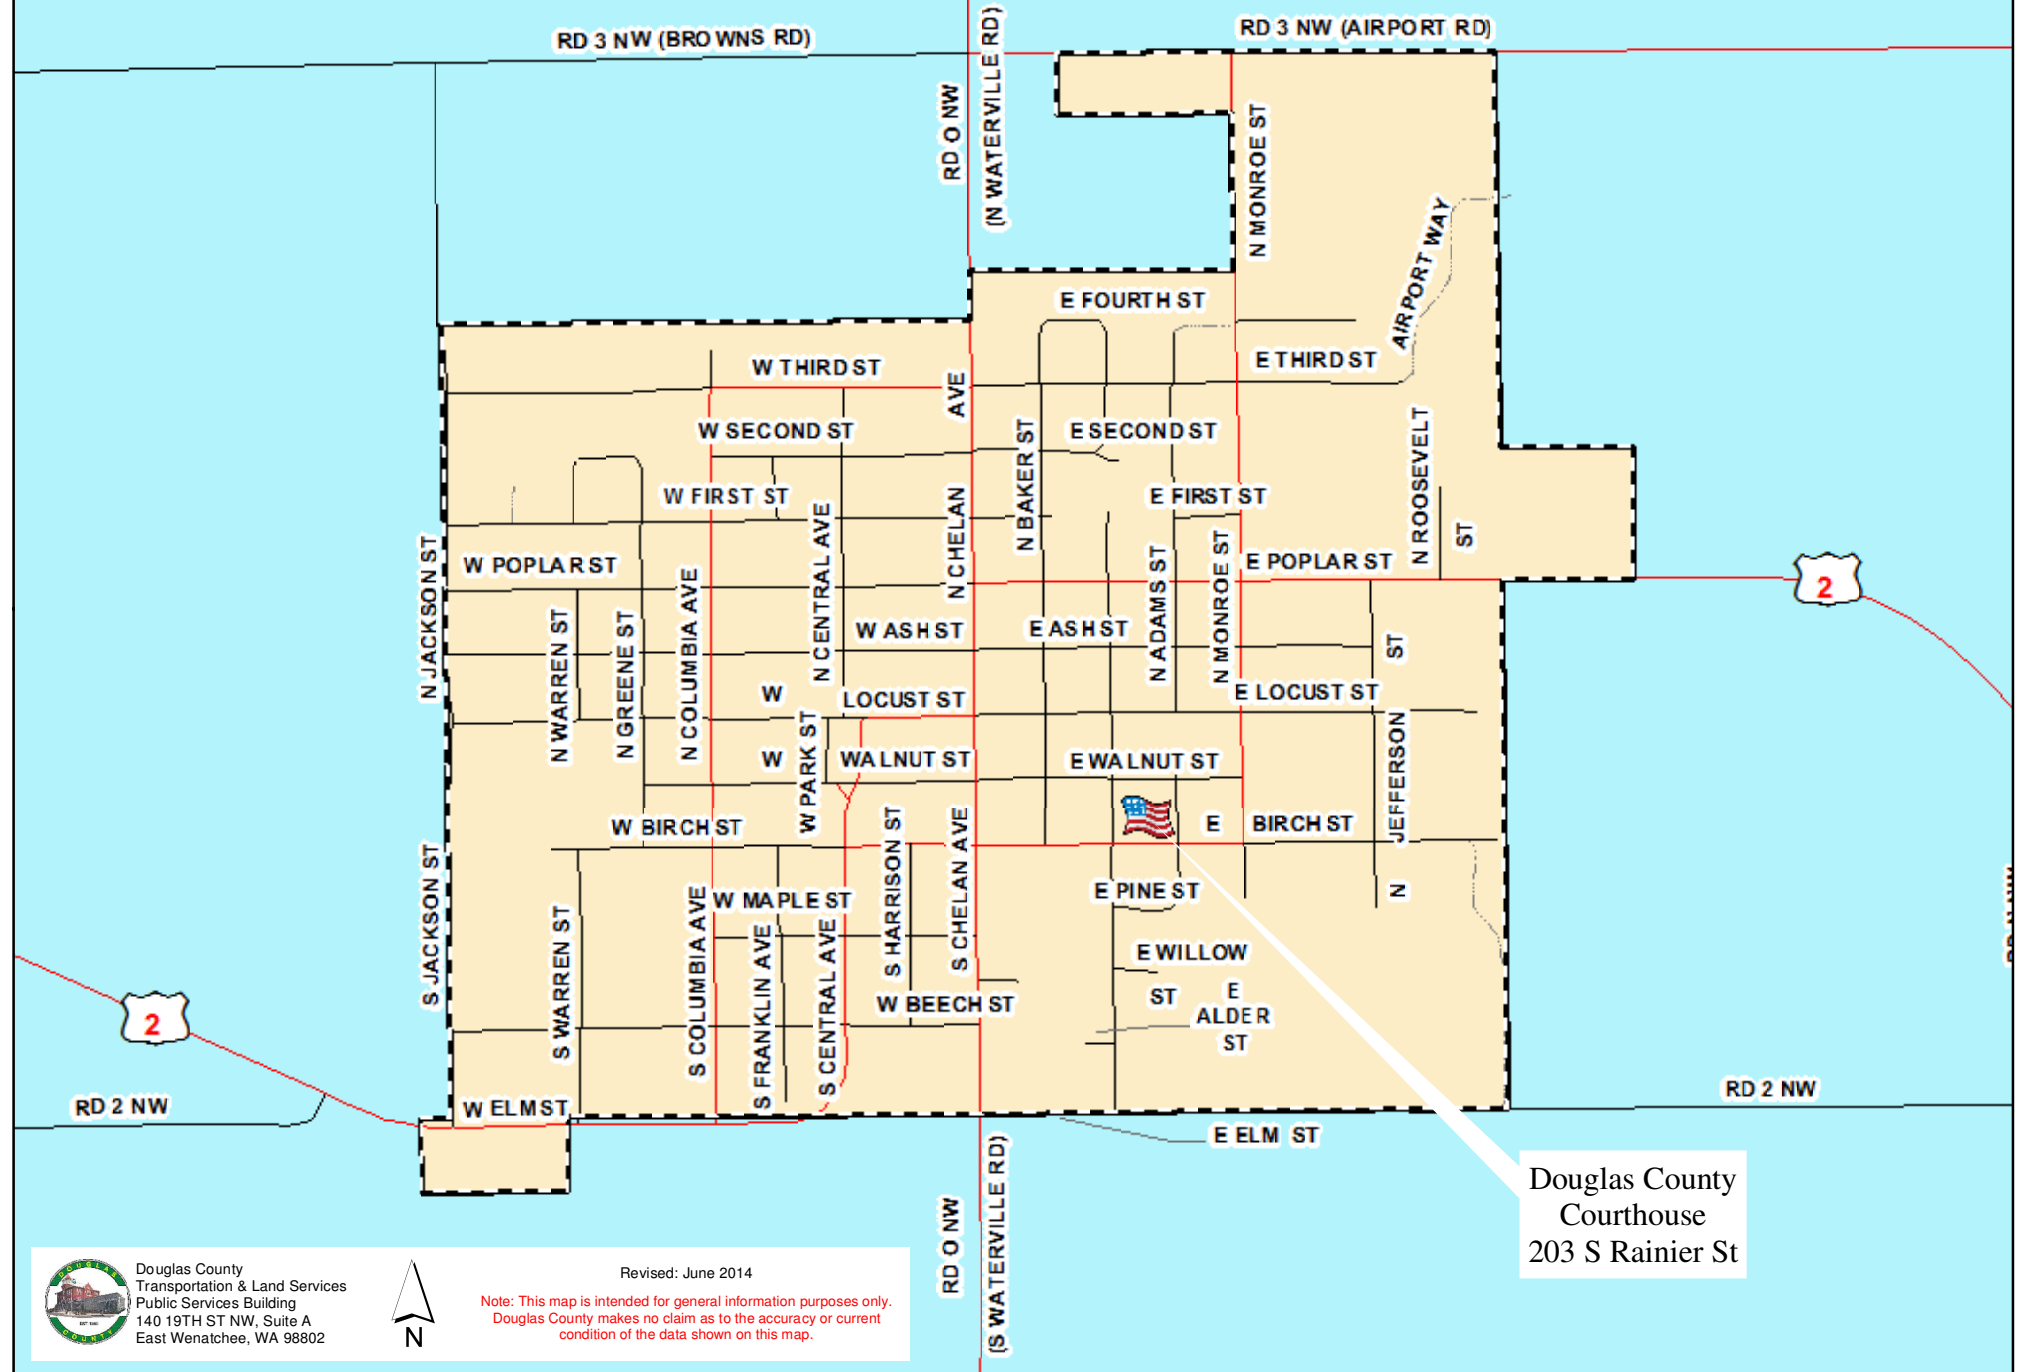 RD 3 NW (BROWNS RD)
RD 3 NW (AIRPORT RD)
RD O NW
(N WATERVILLE RD)
N MONROE ST
AIRPORT WAY
E FOURTH ST
W THIRD ST
E THIRD ST
AVE
N CHELAN
W SECOND ST
E SECOND ST
N BAKER ST
N ROOSEVELT
ST
W FIRST ST
E FIRST ST
N CENTRAL AVE
N JACKSON ST
W POPLAR ST
E POPLAR ST
2
N COLUMBIA AVE
N ADAMS ST
N MONROE ST
N WARREN ST
N GREENE ST
W ASH ST
E ASH ST
ST
JEFFERSON
N
W
LOCUST ST
E LOCUST ST
W PARK ST
W
WALNUT ST
E WALNUT ST
W BIRCH ST
E
BIRCH ST
S HARRISON ST
S CHELAN AVE
S JACKSON ST
W MAPLE ST
E PINE ST
S WARREN ST
S COLUMBIA AVE
S FRANKLIN AVE
S CENTRAL AVE
E WILLOW
ST
W BEECH ST
E
ALDER
ST
2
RD 2 NW
W ELM ST
RD 2 NW
E ELM ST
RD O NW
(S WATERVILLE RD)
Douglas County
Courthouse
203 S Rainier St
DOUGLAS
COUNTY
Douglas County
Transportation & Land Services
Public Services Building
140 19TH ST NW, Suite A
East Wenatchee, WA 98802
N
Revised: June 2014
Note: This map is intended for general information purposes only.
Douglas County makes no claim as to the accuracy or current
condition of the data shown on this map.